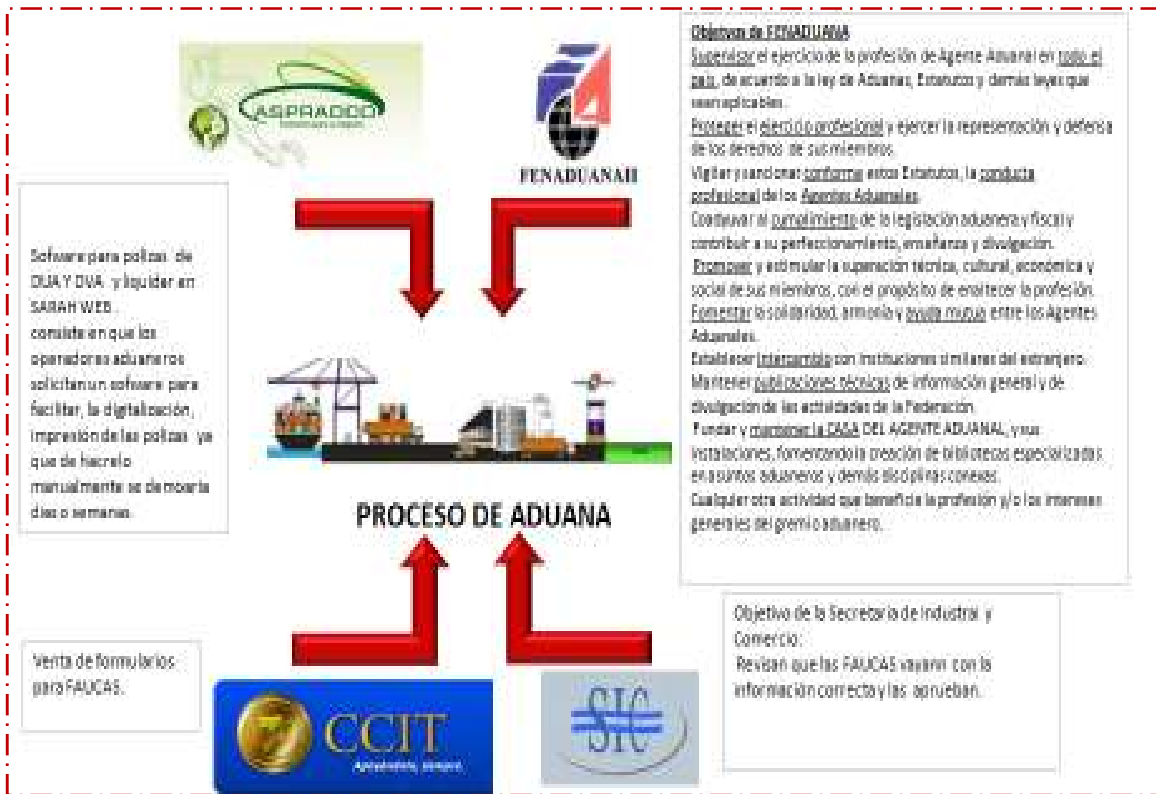 ASPRADOO
FENADUANAH
Objetivos de FENADUANA
Supervisar el ejercicio de la profesión de Agente Aduanal en todo el
país, de acuerdo a la ley de Aduanas, Estatutos y demás leyes que
sean aplicables.
Proteger el ejercicio profesional y ejercer la representación y defensa
de los derechos de sus miembros.
Vigilar y sancionar conforme estos Estatutos, la conducta
profesional de los Agentes Aduanales.
Coadyuvar al cumplimiento de la legislación aduanera y fiscal y
contribuir a su perfeccionamiento, enseñanza y divulgación.
Promover y estimular la superación técnica, cultural, económica y
social de sus miembros, con el propósito de enaltecer la profesión.
Fomentar la solidaridad, armonía y ayuda mutua entre los Agentes
Aduanales.
Establecer Intercambio con Instituciones similares del extranjero.
Mantener publicaciones técnicas de información general y de
divulgación de las actividades de la Federación.
Fundar y mantener la CASA DEL AGENTE ADUANAL, y sus
instalaciones, fomentando la creación de bibliotecas especializadas
en asuntos aduaneros y demás disciplinas conexas.
Cualquier otra actividad que beneficie la profesión y/o los intereses
generales del gremio aduanero.
Sofware para polizas de
DUA Y DVA y liquidar en
SARAH WEB.
consiste en que los
operadores aduaneros
solicitan un sofware para
facilitar, la digitalización,
impresión de las polizas ya
que de hacrelo
manualmente se demoaria
dias o semanas.
PROCESO DE ADUANA
Venta de formularios
para FAUCAS.
CCIT
SIC
Objetivo de la Secretaria de Industrai y
Comercio:
Revisan que las FAUCAS vayann con la
información correcta y las aprueban.